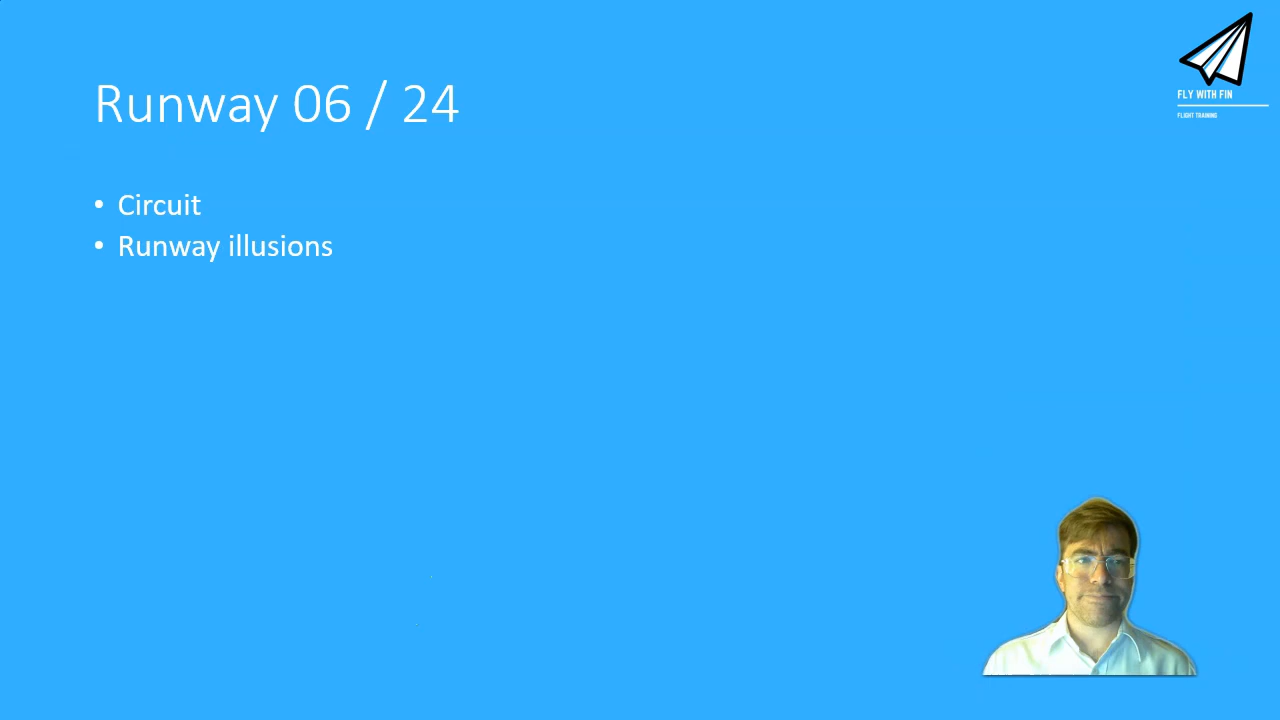 Runway 06 / 24
FLY WITH FIN
FLIGHT TRAINING
• Circuit
• Runway illusions